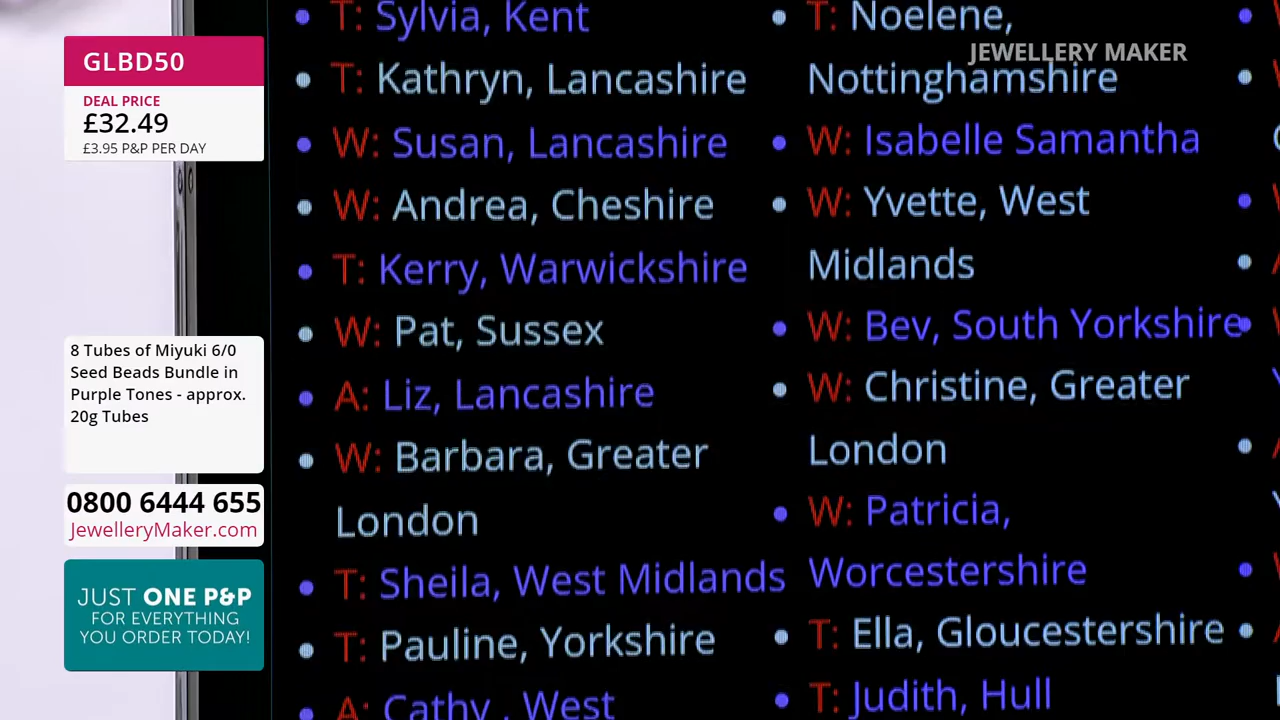 GLBD50
DEAL PRICE
£32.49
£3.95 P&P PER DAY
8 Tubes of Miyuki 6/0
Seed Beads Bundle in
Purple Tones - approx.
20g Tubes
0800 6444 655
JewelleryMaker.com
JUST ONE P&P
FOR EVERYTHING
YOU ORDER TODAY!
T: Sylvia, Kent
T: Kathryn, Lancashire
W: Susan, Lancashire
W: Andrea, Cheshire
T: Kerry, Warwickshire
W: Pat, Sussex
A: Liz, Lancashire
W: Barbara, Greater
London
T: Sheila, West Midlands
T: Pauline, Yorkshire
A: Cathy , West
T: Noelene,
Nottinghamshire
W: Isabelle Samantha
W: Yvette, West
Midlands
W: Bev, South Yorkshire
W: Christine, Greater
London
W: Patricia,
Worcestershire
T: Ella, Gloucestershire
T: Judith, Hull
JEWELLERY MAKER